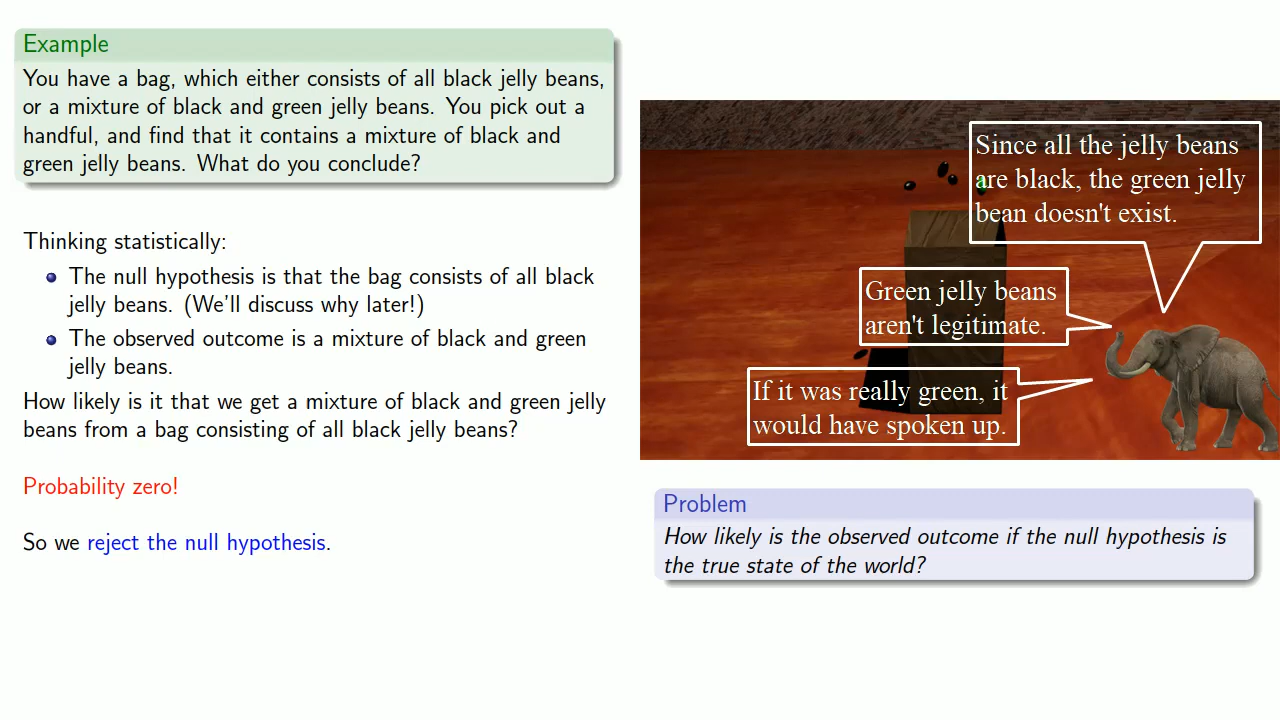 Example
You have a bag, which either consists of all black jelly beans,
or a mixture of black and green jelly beans. You pick out a
handful, and find that it contains a mixture of black and
green jelly beans. What do you conclude?
Thinking statistically:
The null hypothesis is that the bag consists of all black
jelly beans. (We'll discuss why later!)
The observed outcome is a mixture of black and green
jelly beans.
How likely is it that we get a mixture of black and green jelly
beans from a bag consisting of all black jelly beans?
Probability zero!
So we reject the null hypothesis.
Since all the jelly beans
are black, the green jelly
bean doesn't exist.
Green jelly beans
aren't legitimate.
If it was really green, it
would have spoken up.
Problem
How likely is the observed outcome if the null hypothesis is
the true state of the world?